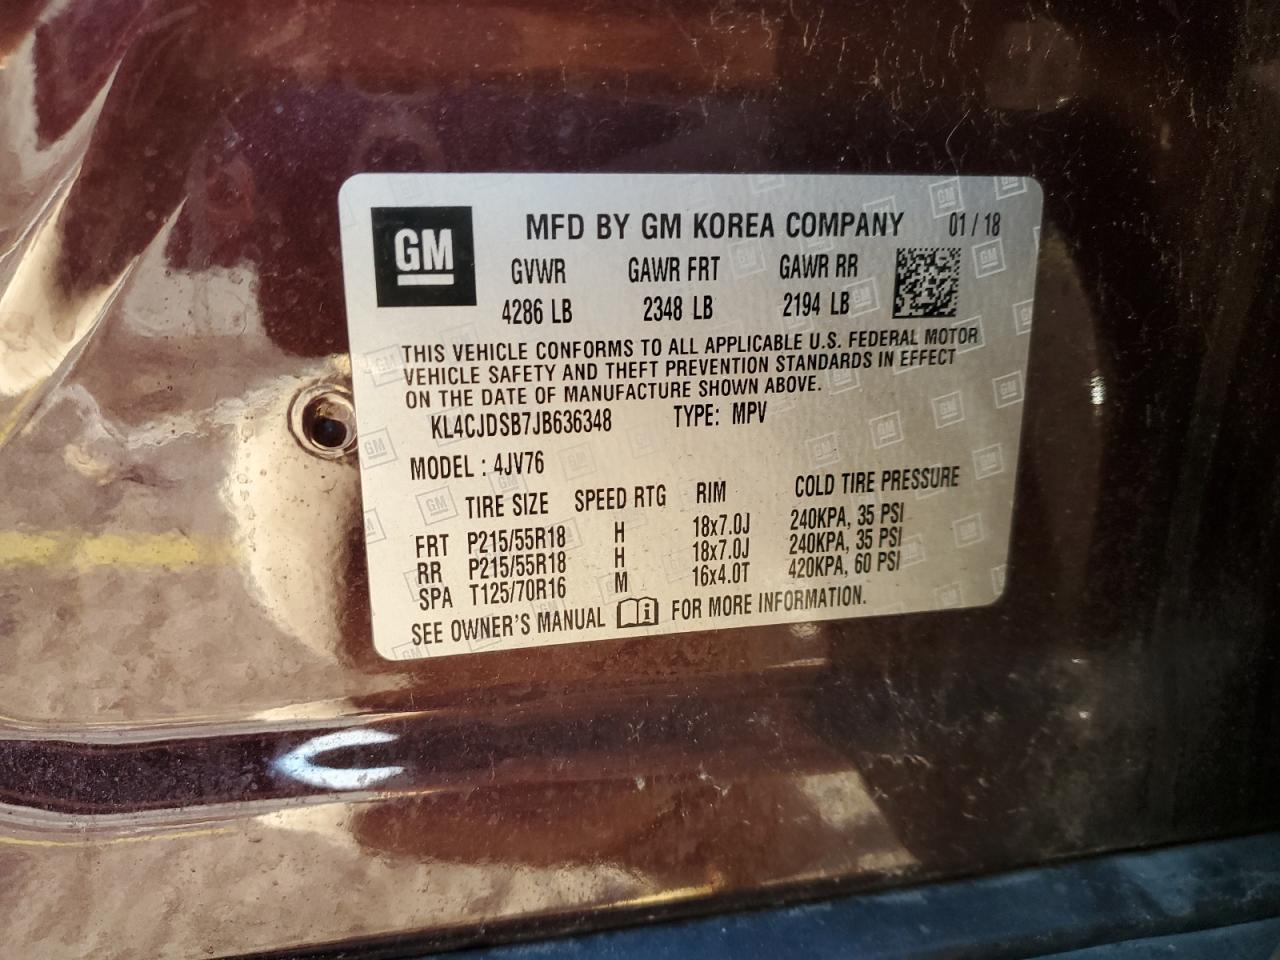 GM
MFD BY GM KOREA COMPANY 01 / 18
GVWR GAWR FRT GAWR RR
4286 LB 2348 LB 2194 LB
THIS VEHICLE CONFORMS TO ALL APPLICABLE U.S. FEDERAL MOTOR
VEHICLE SAFETY AND THEFT PREVENTION STANDARDS IN EFFECT
ON THE DATE OF MANUFACTURE SHOWN ABOVE.
KL4CJDSB7JB636348 TYPE: MPV
MODEL : 4JV76
TIRE SIZE SPEED RTG RIM COLD TIRE PRESSURE
FRT P215/55R18 H 18x7.0J 240KPA, 35 PSI
RR P215/55R18 H 18x7.0J 240KPA, 35 PSI
SPA T125/70R16 M 16x4.0T 420KPA, 60 PSI
SEE OWNER'S MANUAL FOR MORE INFORMATION.